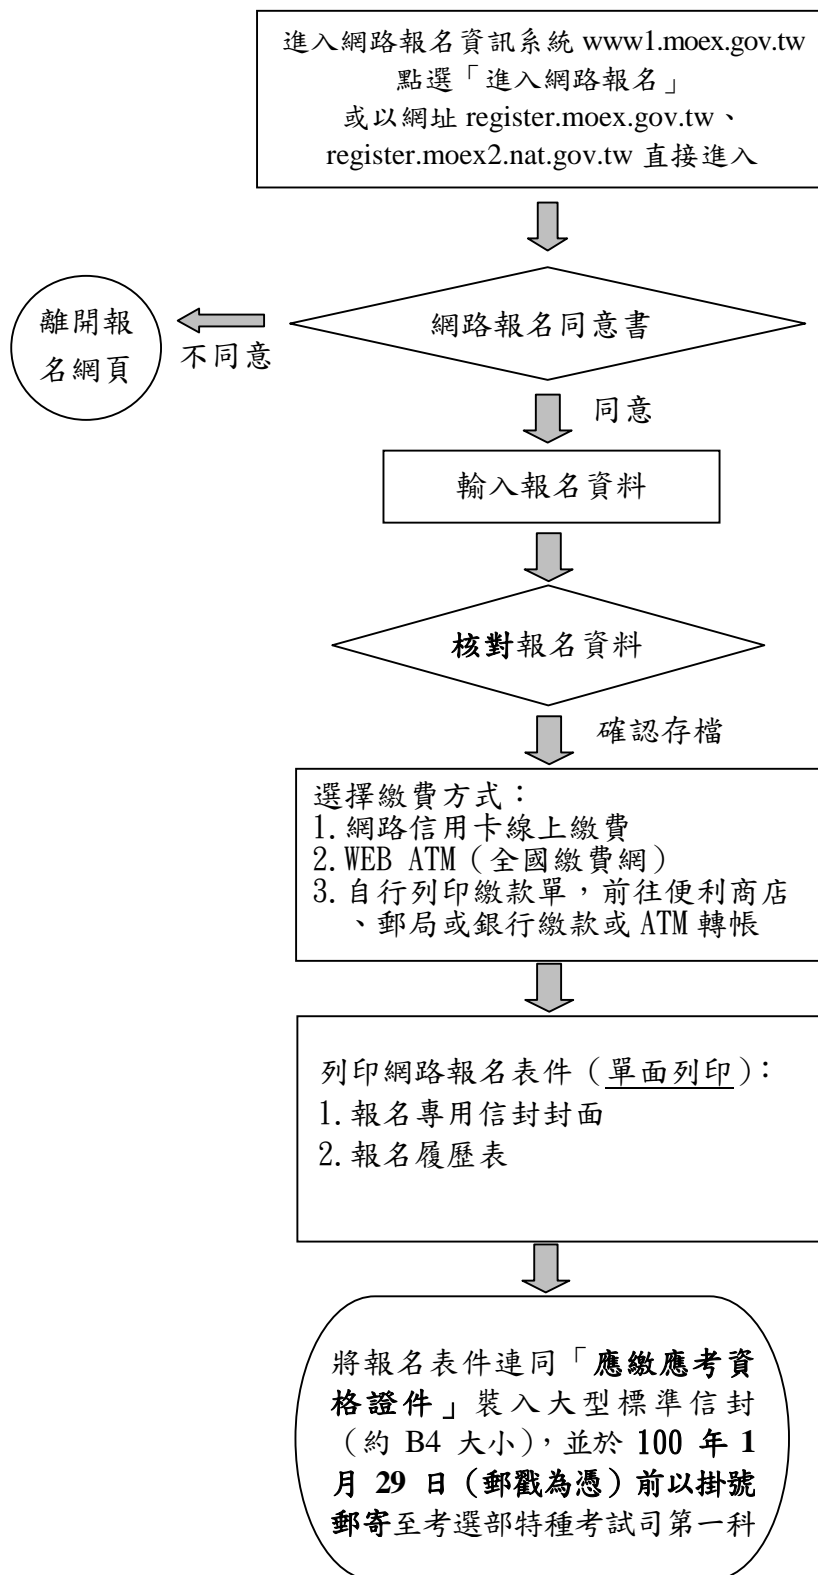 進入網路報名資訊系統 www1.moex.gov.tw
點選「進入網路報名」
或以網址 register.moex.gov.tw、
register.moex2.nat.gov.tw 直接進入
離開報
名網頁
不同意
網路報名同意書
同意
輸入報名資料
核對報名資料
確認存檔
選擇繳費方式：
1.網路信用卡線上繳費
2.WEB ATM（全國繳費網）
3.自行列印繳款單，前往便利商店
、郵局或銀行繳款或 ATM 轉帳
列印網路報名表件（單面列印）：
1.報名專用信封封面
2.報名履歷表
將報名表件連同「應繳應考資
格證件」裝入大型標準信封
（約 B4 大小），並於 100 年 1
月 29 日（郵戳為憑）前以掛號
郵寄至考選部特種考試司第一科